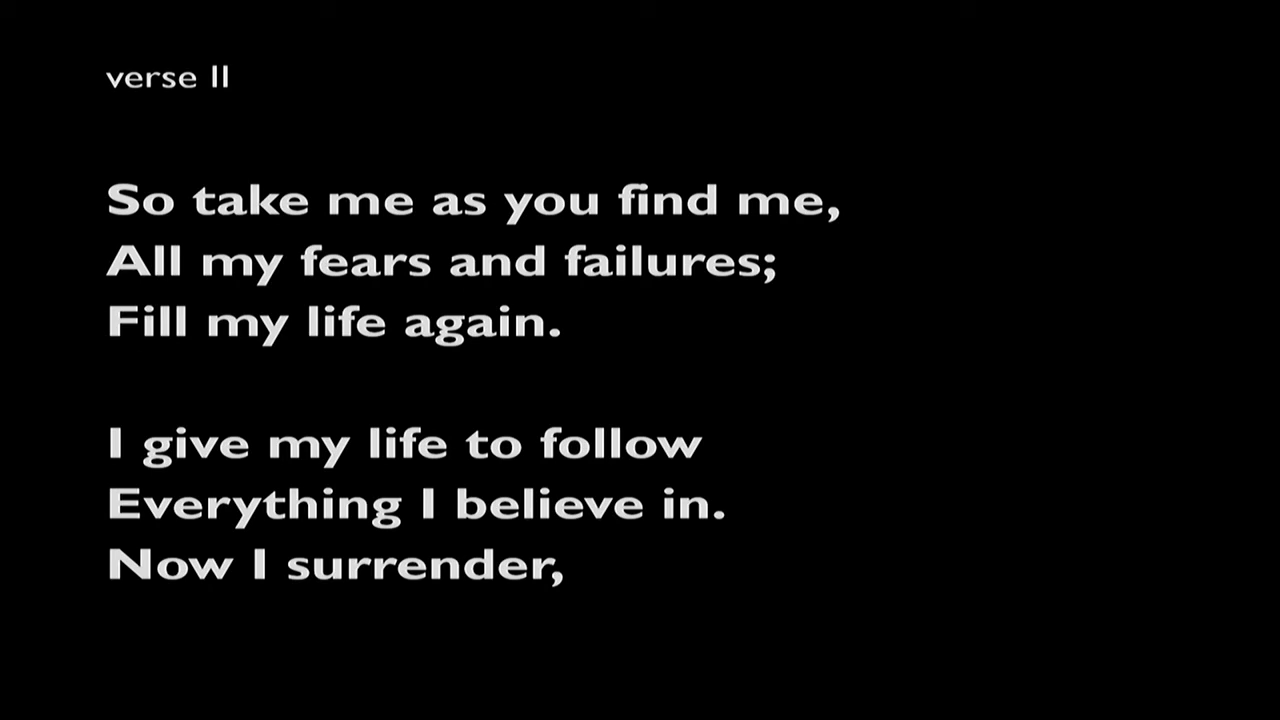 verse II
So take me as you find me,
All my fears and failures;
Fill my life again.
I give my life to follow
Everything I believe in.
Now I surrender,